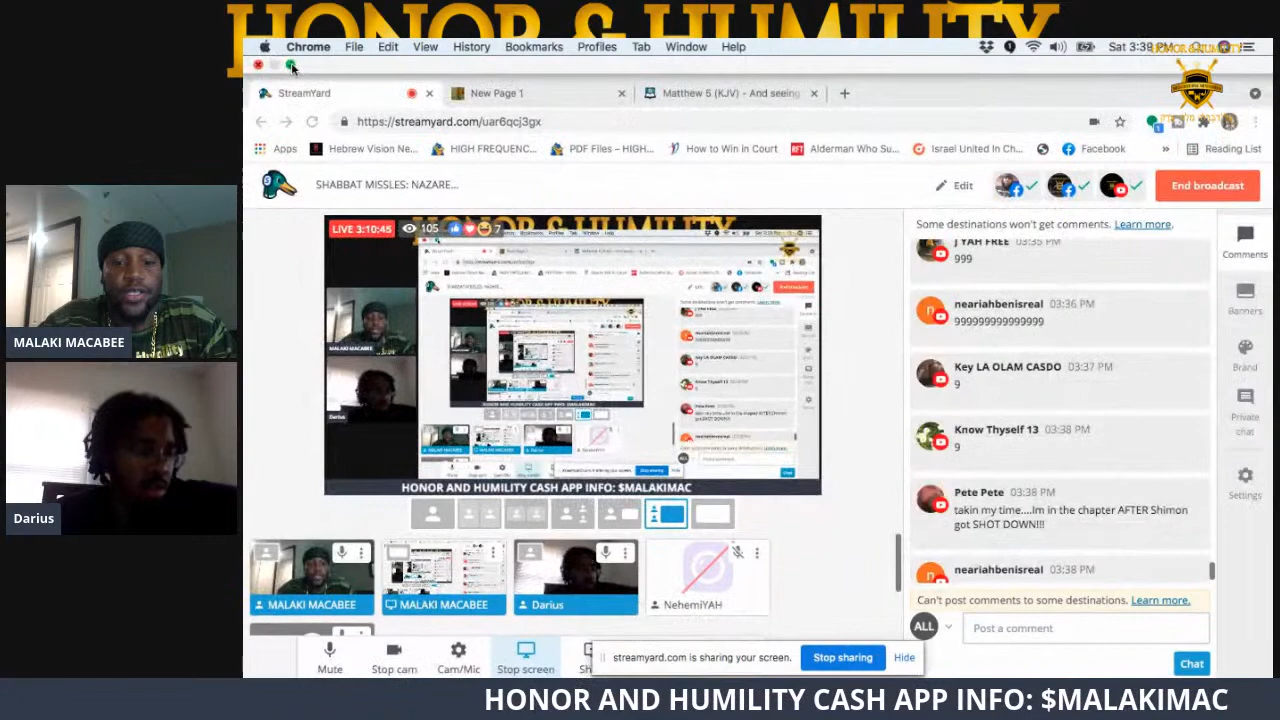 HONOR & HUMILITY
Chrome File Edit View History Bookmarks Profiles Tab Window Help
Sat 3:39 PM
HONOR & HUMILITY
StreamYard
New Page 1
Matthew 5 (KJV) - And seeing
https://streamyard.com/uar6qcj3gx
Apps
Hebrew Vision Ne...
HIGH FREQUENC...
PDF Files – HIGH...
How to Win in Court
RFT
Alderman Who Su...
Israel United In Ch...
Facebook
»
Reading List
SHABBAT MISSLES: NAZARE...
Edit
End broadcast
LIVE 3:10:45
105
7
MALAKI MACABEE
Darius
HONOR AND HUMILITY CASH APP INFO: $MALAKIMAC
MALAKI MACABEE
MALAKI MACABEE
Darius
NehemiYAH
Mute
Stop cam
Cam/Mic
Stop screen
streamyard.com is sharing your screen.
Stop sharing
Hide
Some destinations won't get comments. Learn more.
YAH FREE 03:35 PM
999
neariahbenisreal 03:36 PM
Key LA OLAM CASDO 03:37 PM
9
Know Thyself 13 03:38 PM
9
Pete Pete 03:38 PM
takin my time....Im in the chapter AFTER Shimon
got SHOT DOWN!!!
neariahbenisreal 03:38 PM
Can't post comments to some destinations. Learn more.
ALL
Post a comment
Chat
Comments
Banners
Brand
Private
chat
Settings
MALAKI MACABEE
Darius
HONOR AND HUMILITY CASH APP INFO: $MALAKIMAC